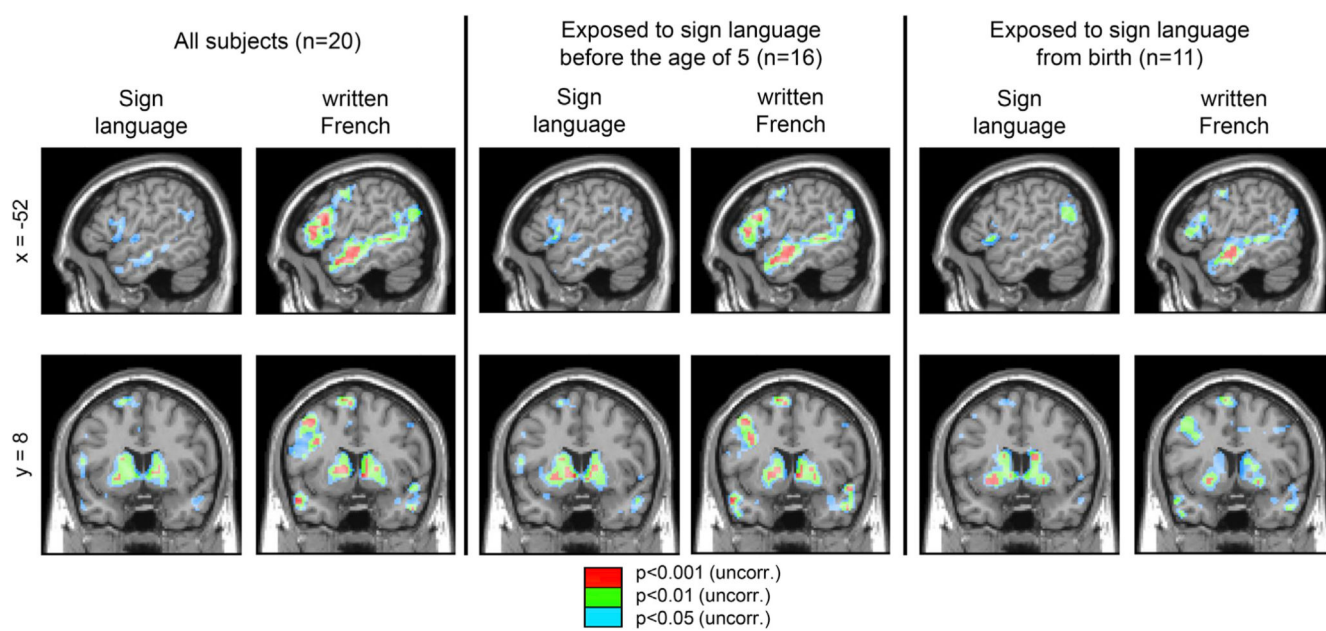 All subjects (n=20)
Exposed to sign language
before the age of 5 (n=16)
Exposed to sign language
from birth (n=11)
Sign
language
written
French
Sign
language
written
French
Sign
language
written
French
x = -52
y = 8
p<0.001 (uncorr.)
p<0.01 (uncorr.)
p<0.05 (uncorr.)